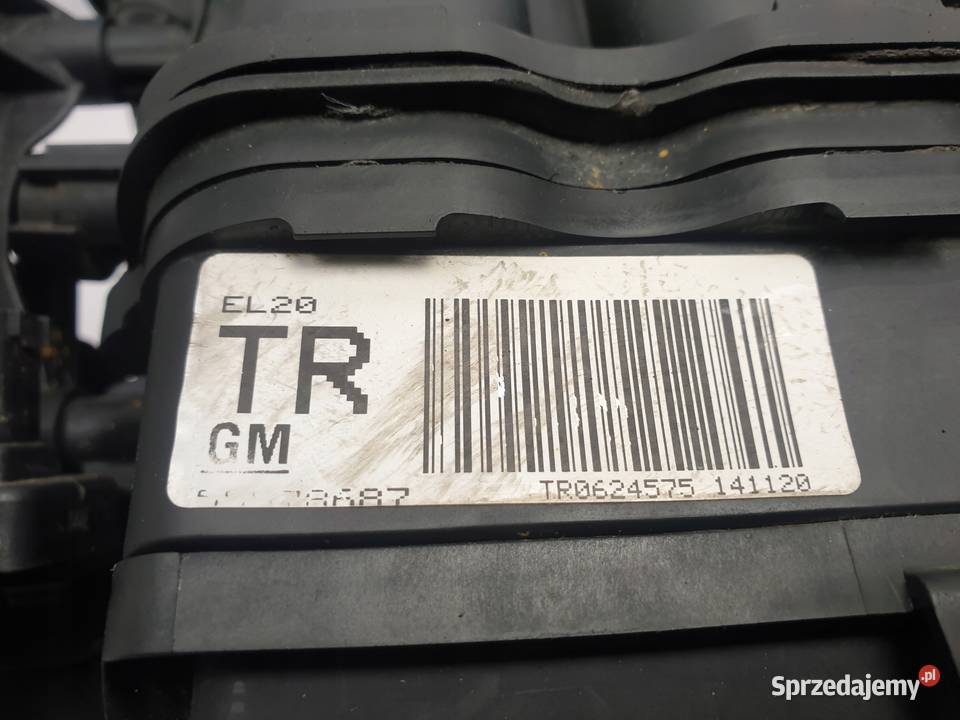 EL20
TR
GM
TR0624575 141120
Sprzedajemy.pl